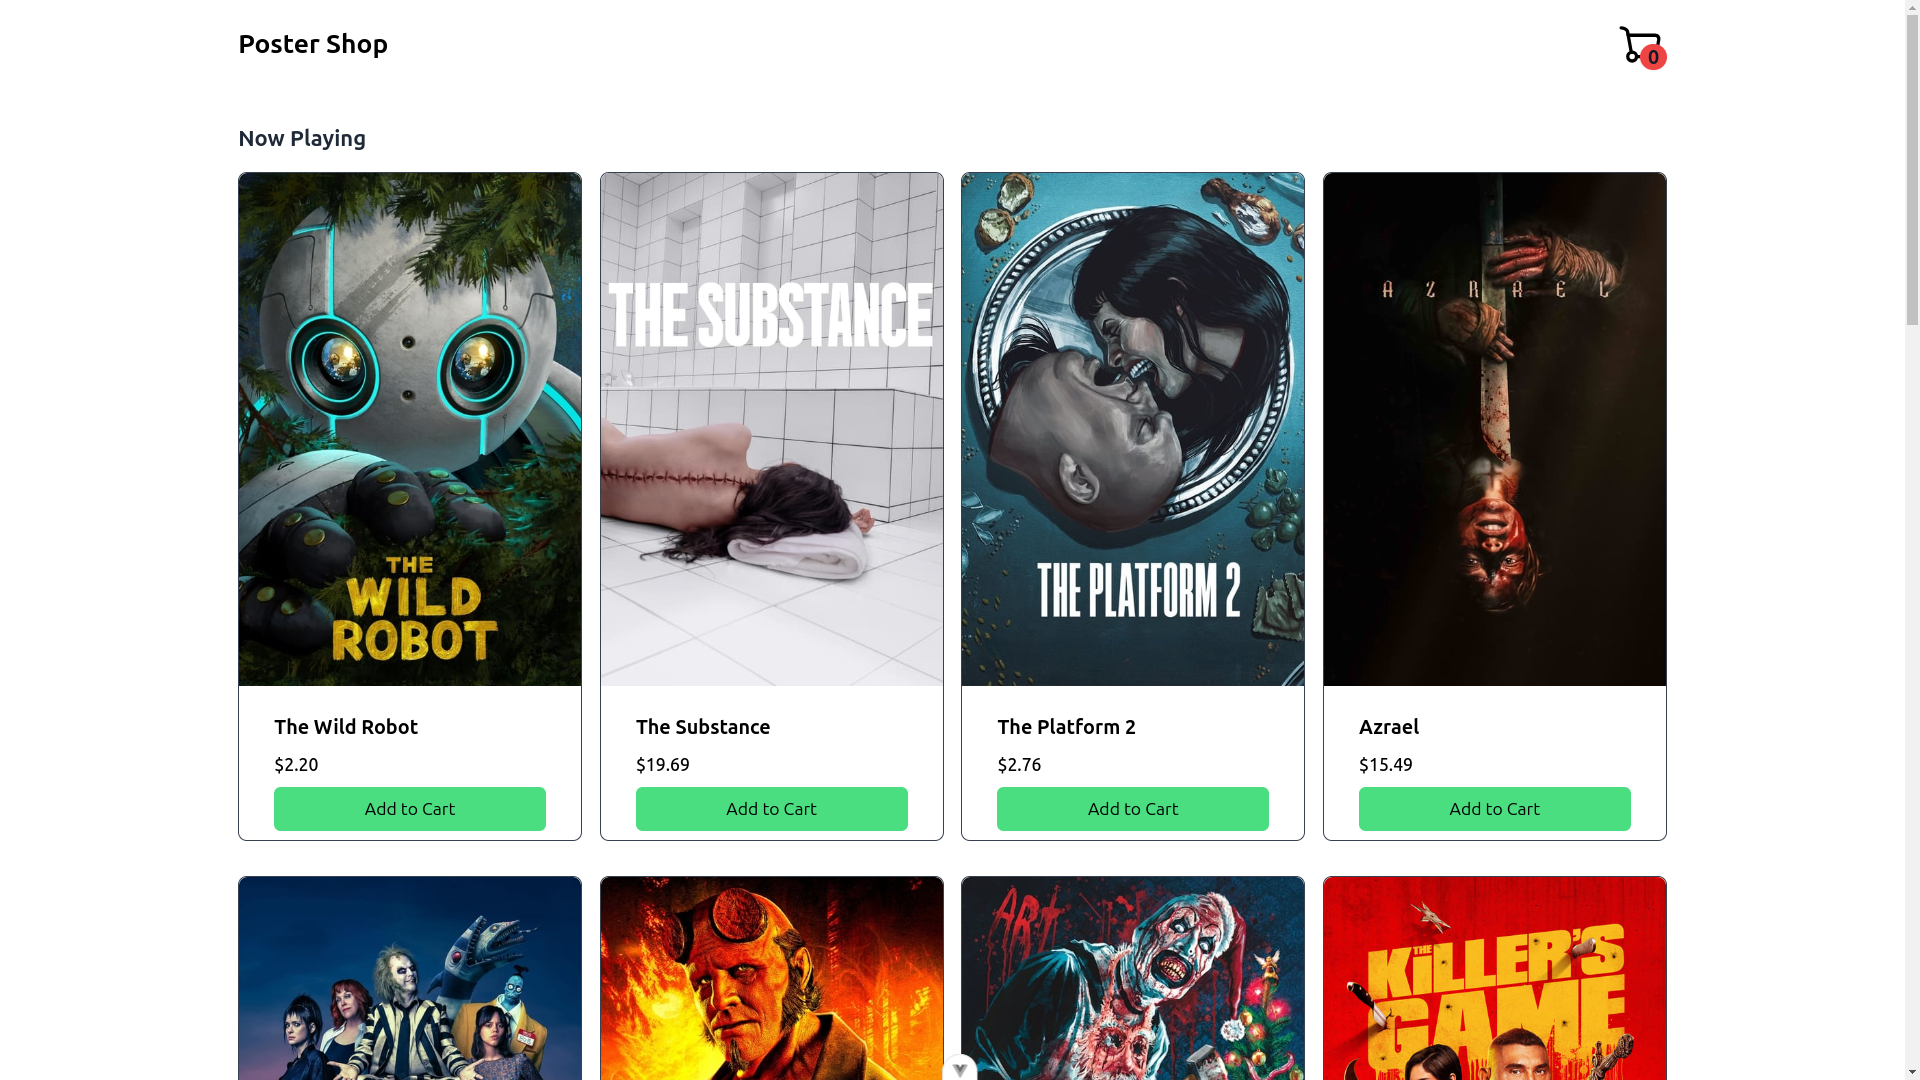 Poster Shop
0
Now Playing
THE SUBSTANCE
AZRAEL
THE
WILD
ROBOT
THE PLATFORM 2
The Wild Robot
The Substance
The Platform 2
Azrael
$2.20
$19.69
$2.76
$15.49
Add to Cart
Add to Cart
Add to Cart
Add to Cart
ART
THE
KILLER'S
GAME